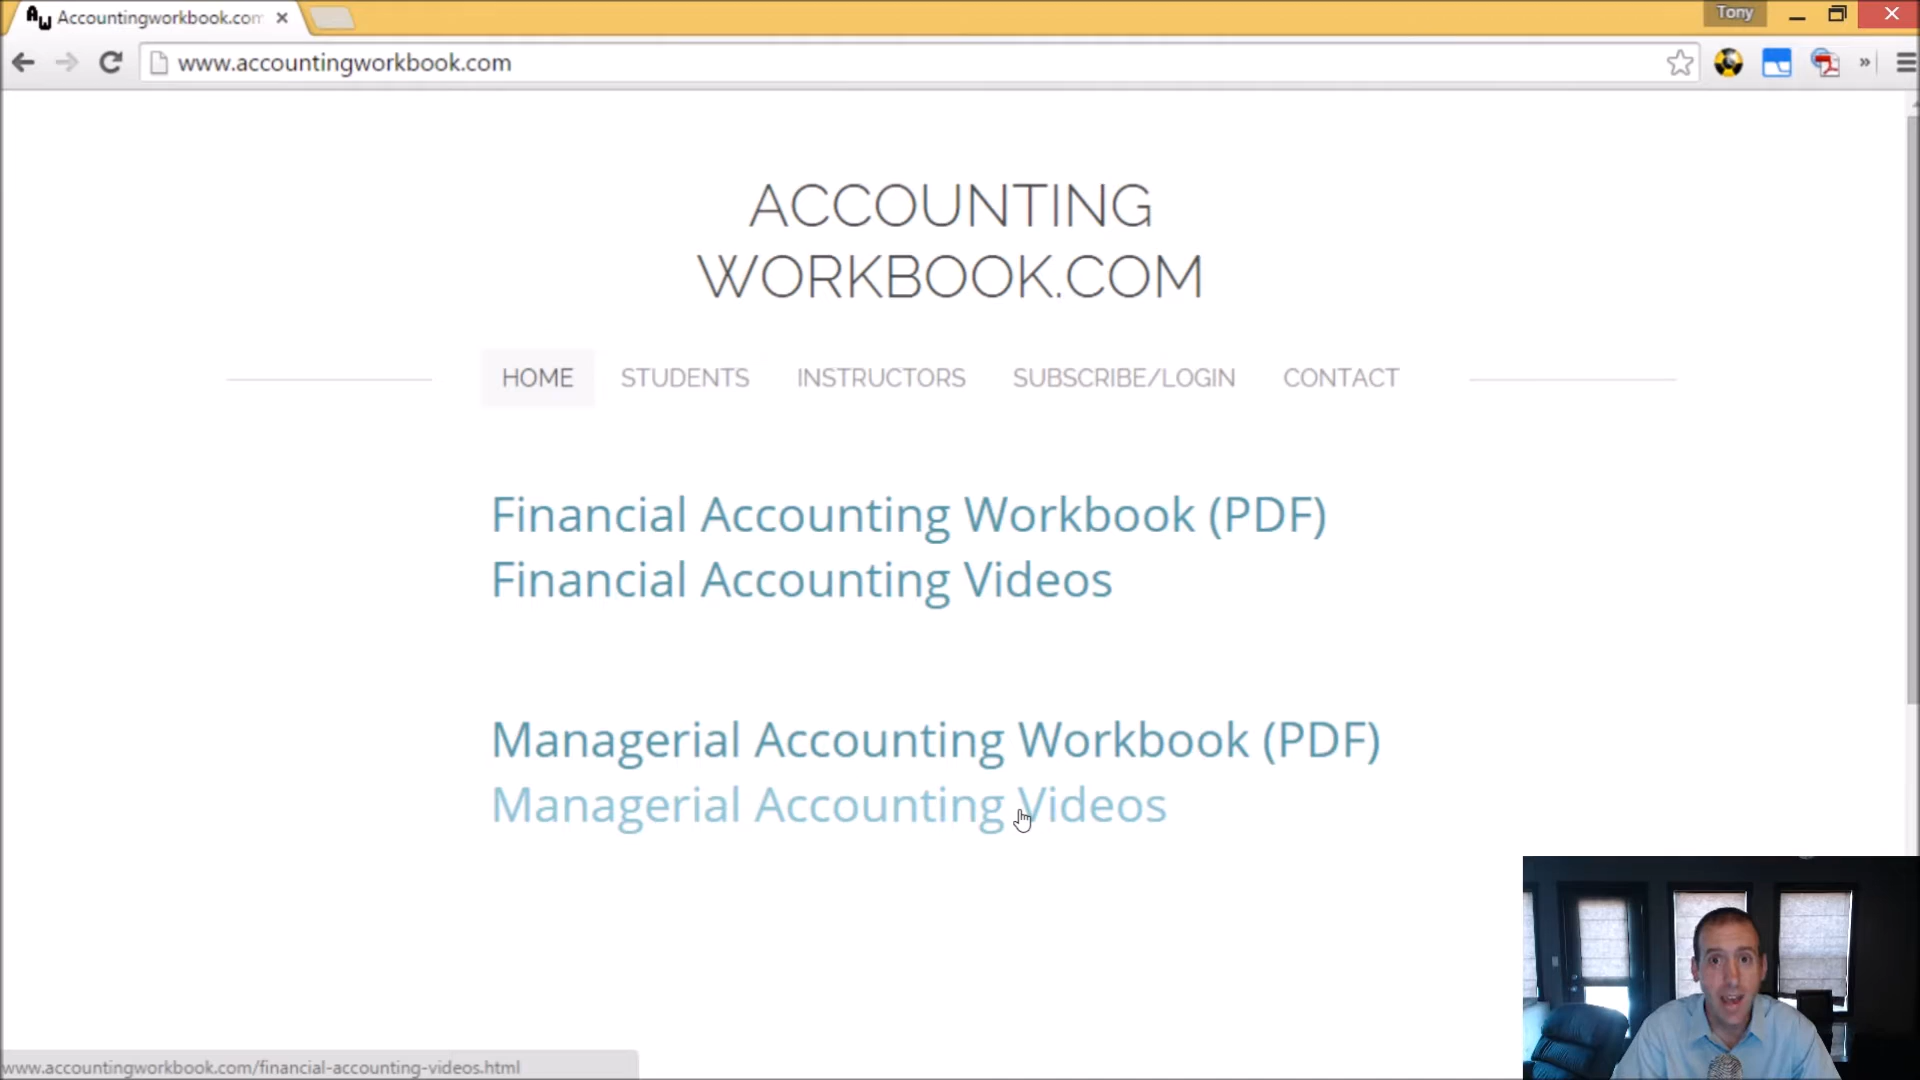 Accountingworkbook.com
Tony
www.accountingworkbook.com
ACCOUNTING
WORKBOOK.COM
HOME STUDENTS INSTRUCTORS SUBSCRIBE/LOGIN CONTACT
Financial Accounting Workbook (PDF)
Financial Accounting Videos
Managerial Accounting Workbook (PDF)
Managerial Accounting Videos
www.accountingworkbook.com/financial-accounting-videos.html